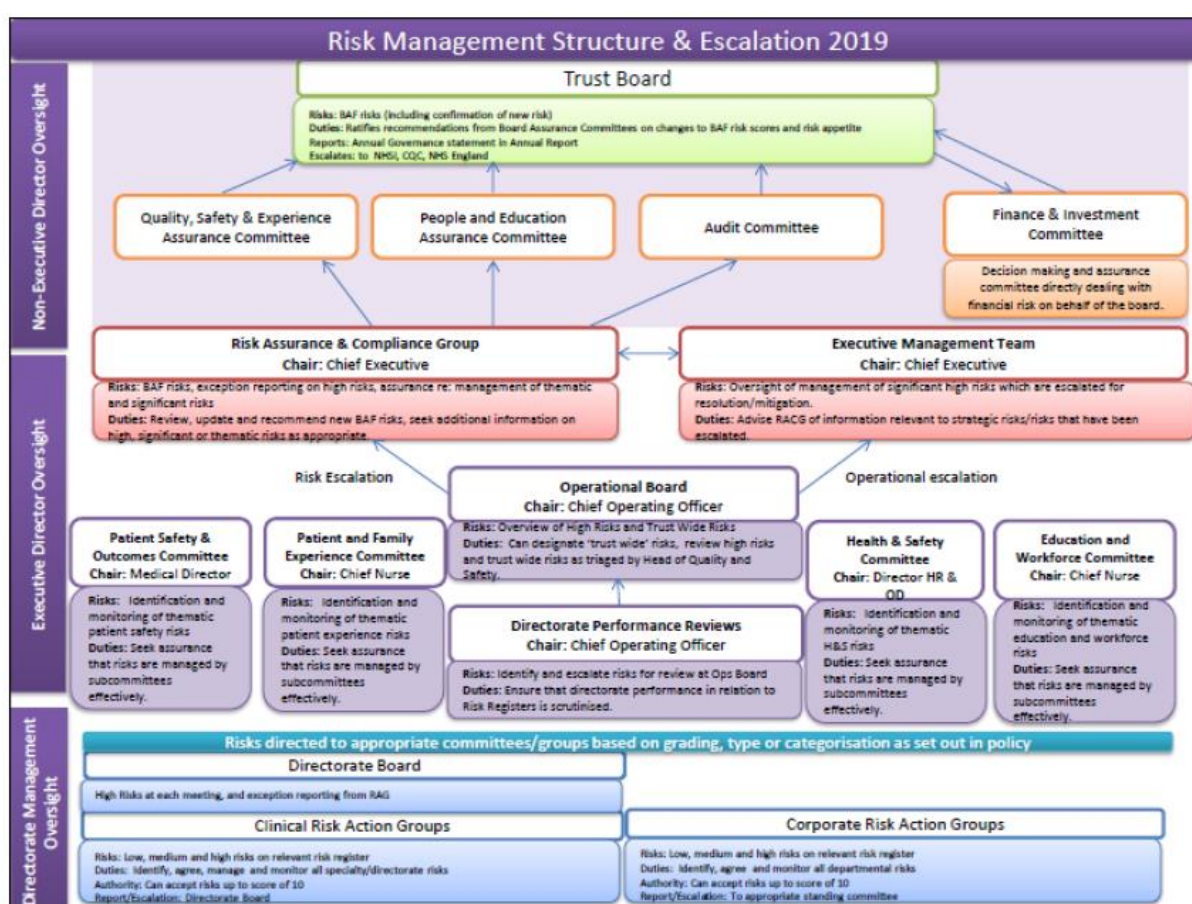 Risk Management Structure & Escalation 2019
Non-Executive Director Oversight
Trust Board
Risks: BAF risks (including confirmation of new risk)
Duties: Ratifies recommendations from Board Assurance Committees on changes to BAF risk scores and risk appetite
Reports: Annual Governance statement in Annual Report
Escalates: to NHSI, CQC, NHS England
Quality, Safety & Experience
Assurance Committee
People and Education
Assurance Committee
Audit Committee
Finance & Investment
Committee
Decision making and assurance
committee directly dealing with
financial risk on behalf of the board.
Executive Director Oversight
Risk Assurance & Compliance Group
Chair: Chief Executive
Risks: BAF risks, exception reporting on high risks, assurance re: management of thematic
and significant risks
Duties: Review, update and recommend new BAF risks, seek additional information on
high, significant or thematic risks as appropriate.
Executive Management Team
Chair: Chief Executive
Risks: Oversight of management of significant high risks which are escalated for
resolution/mitigation.
Duties: Advise RACG of information relevant to strategic risks/risks that have been
escalated.
Risk Escalation
Operational escalation
Operational Board
Chair: Chief Operating Officer
Risks: Overview of High Risks and Trust Wide Risks
Duties: Can designate 'trust wide' risks, review high risks
and trust wide risks as triaged by Head of Quality and
Safety.
Patient Safety &
Outcomes Committee
Chair: Medical Director
Risks: Identification and
monitoring of thematic
patient safety risks
Duties: Seek assurance
that risks are managed by
subcommittees
effectively.
Patient and Family
Experience Committee
Chair: Chief Nurse
Risks: Identification and
monitoring of thematic
patient experience risks
Duties: Seek assurance
that risks are managed by
subcommittees
effectively.
Directorate Performance Reviews
Chair: Chief Operating Officer
Risks: Identify and escalate risks for review at Ops Board
Duties: Ensure that directorate performance in relation to
Risk Registers is scrutinised.
Health & Safety
Committee
Chair: Director HR &
OD
Risks: Identification and
monitoring of thematic
H&S risks
Duties: Seek assurance
that risks are managed by
subcommittees
effectively.
Education and
Workforce Committee
Chair: Chief Nurse
Risks: Identification and
monitoring of thematic
education and workforce
risks
Duties: Seek assurance
that risks are managed by
subcommittees
effectively.
Directorate Management
Oversight
Risks directed to appropriate committees/groups based on grading, type or categorisation as set out in policy
Directorate Board
High Risks at each meeting, and exception reporting from RAG
Clinical Risk Action Groups
Risks: Low, medium and high risks on relevant risk register
Duties: Identify, agree, manage and monitor all specialty/directorate risks
Authority: Can accept risks up to score of 10
Report/Escalation: Directorate Board
Corporate Risk Action Groups
Risks: Low, medium and high risks on relevant risk register
Duties: Identify, agree and monitor all departmental risks
Authority: Can accept risks up to score of 10
Report/Escalation: To appropriate standing committee